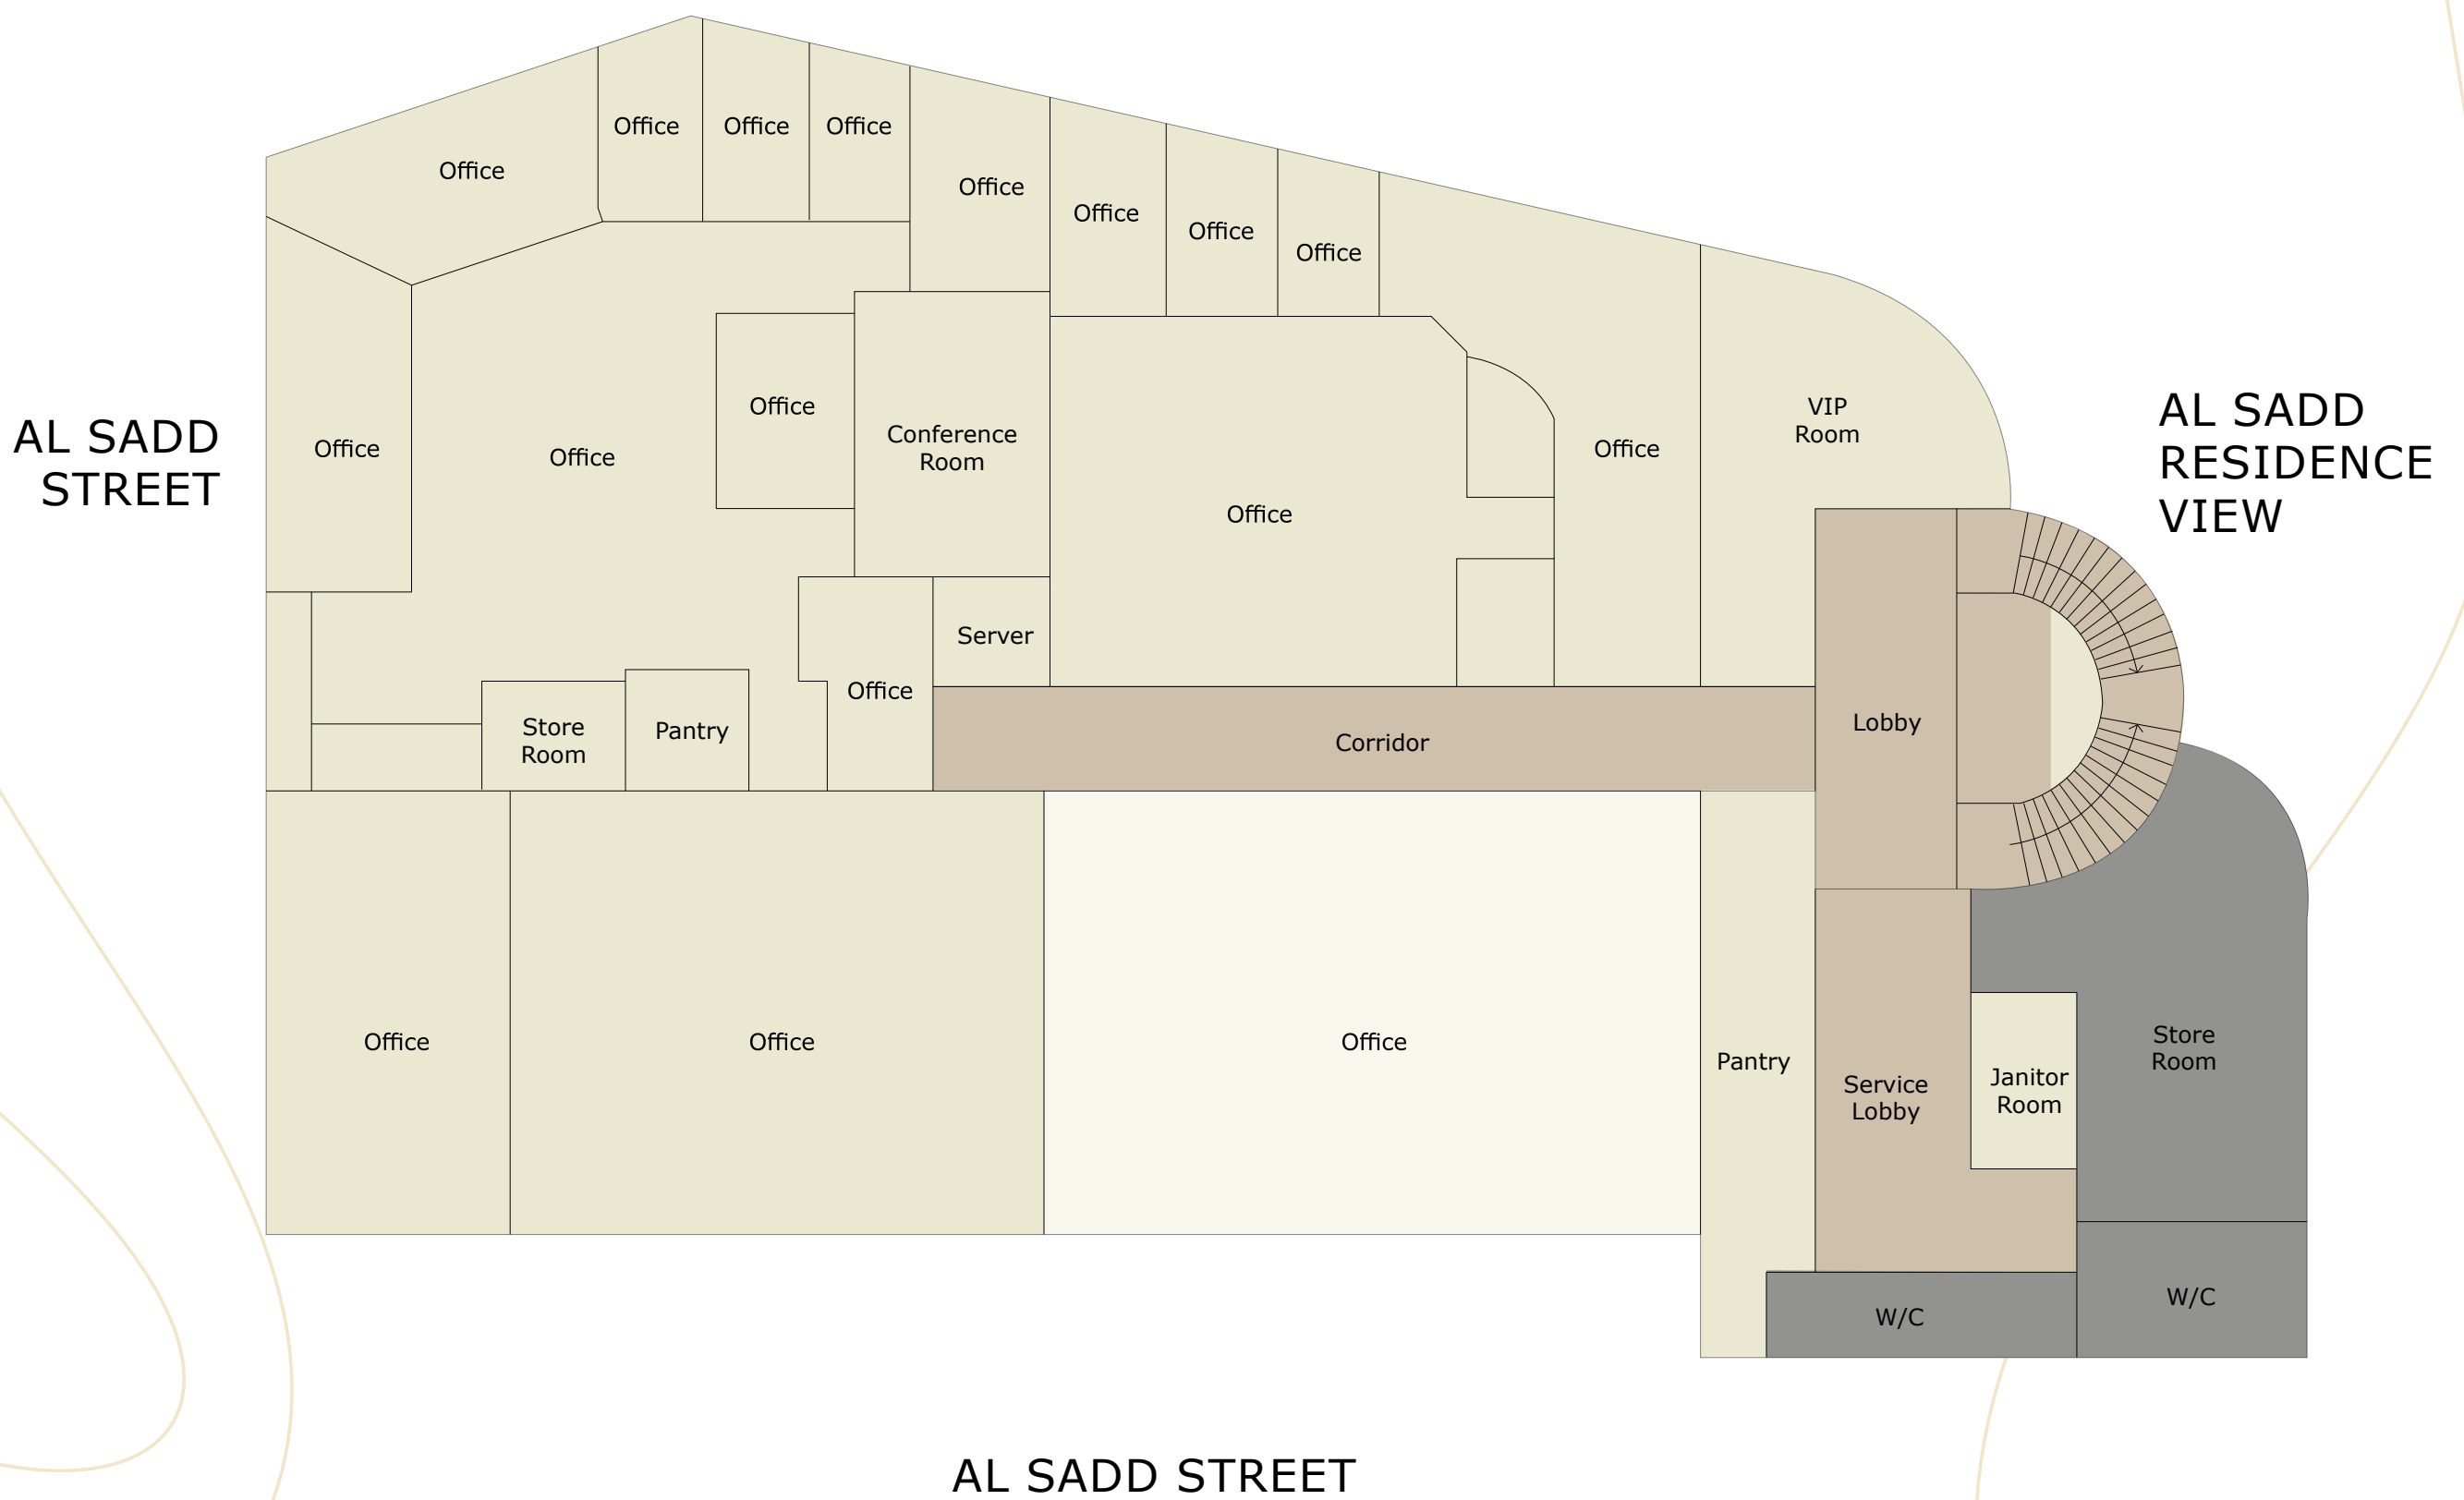 Office
Office
Office
Office
Office
Office
Office
Office
Office
Office
Office
Office
Conference
Room
Office
Office
VIP
Room
AL SADD
STREET
AL SADD
RESIDENCE
VIEW
Server
Office
Store
Room
Pantry
Corridor
Lobby
Office
Office
Office
Pantry
Service
Lobby
Janitor
Room
Store
Room
W/C
W/C
AL SADD STREET